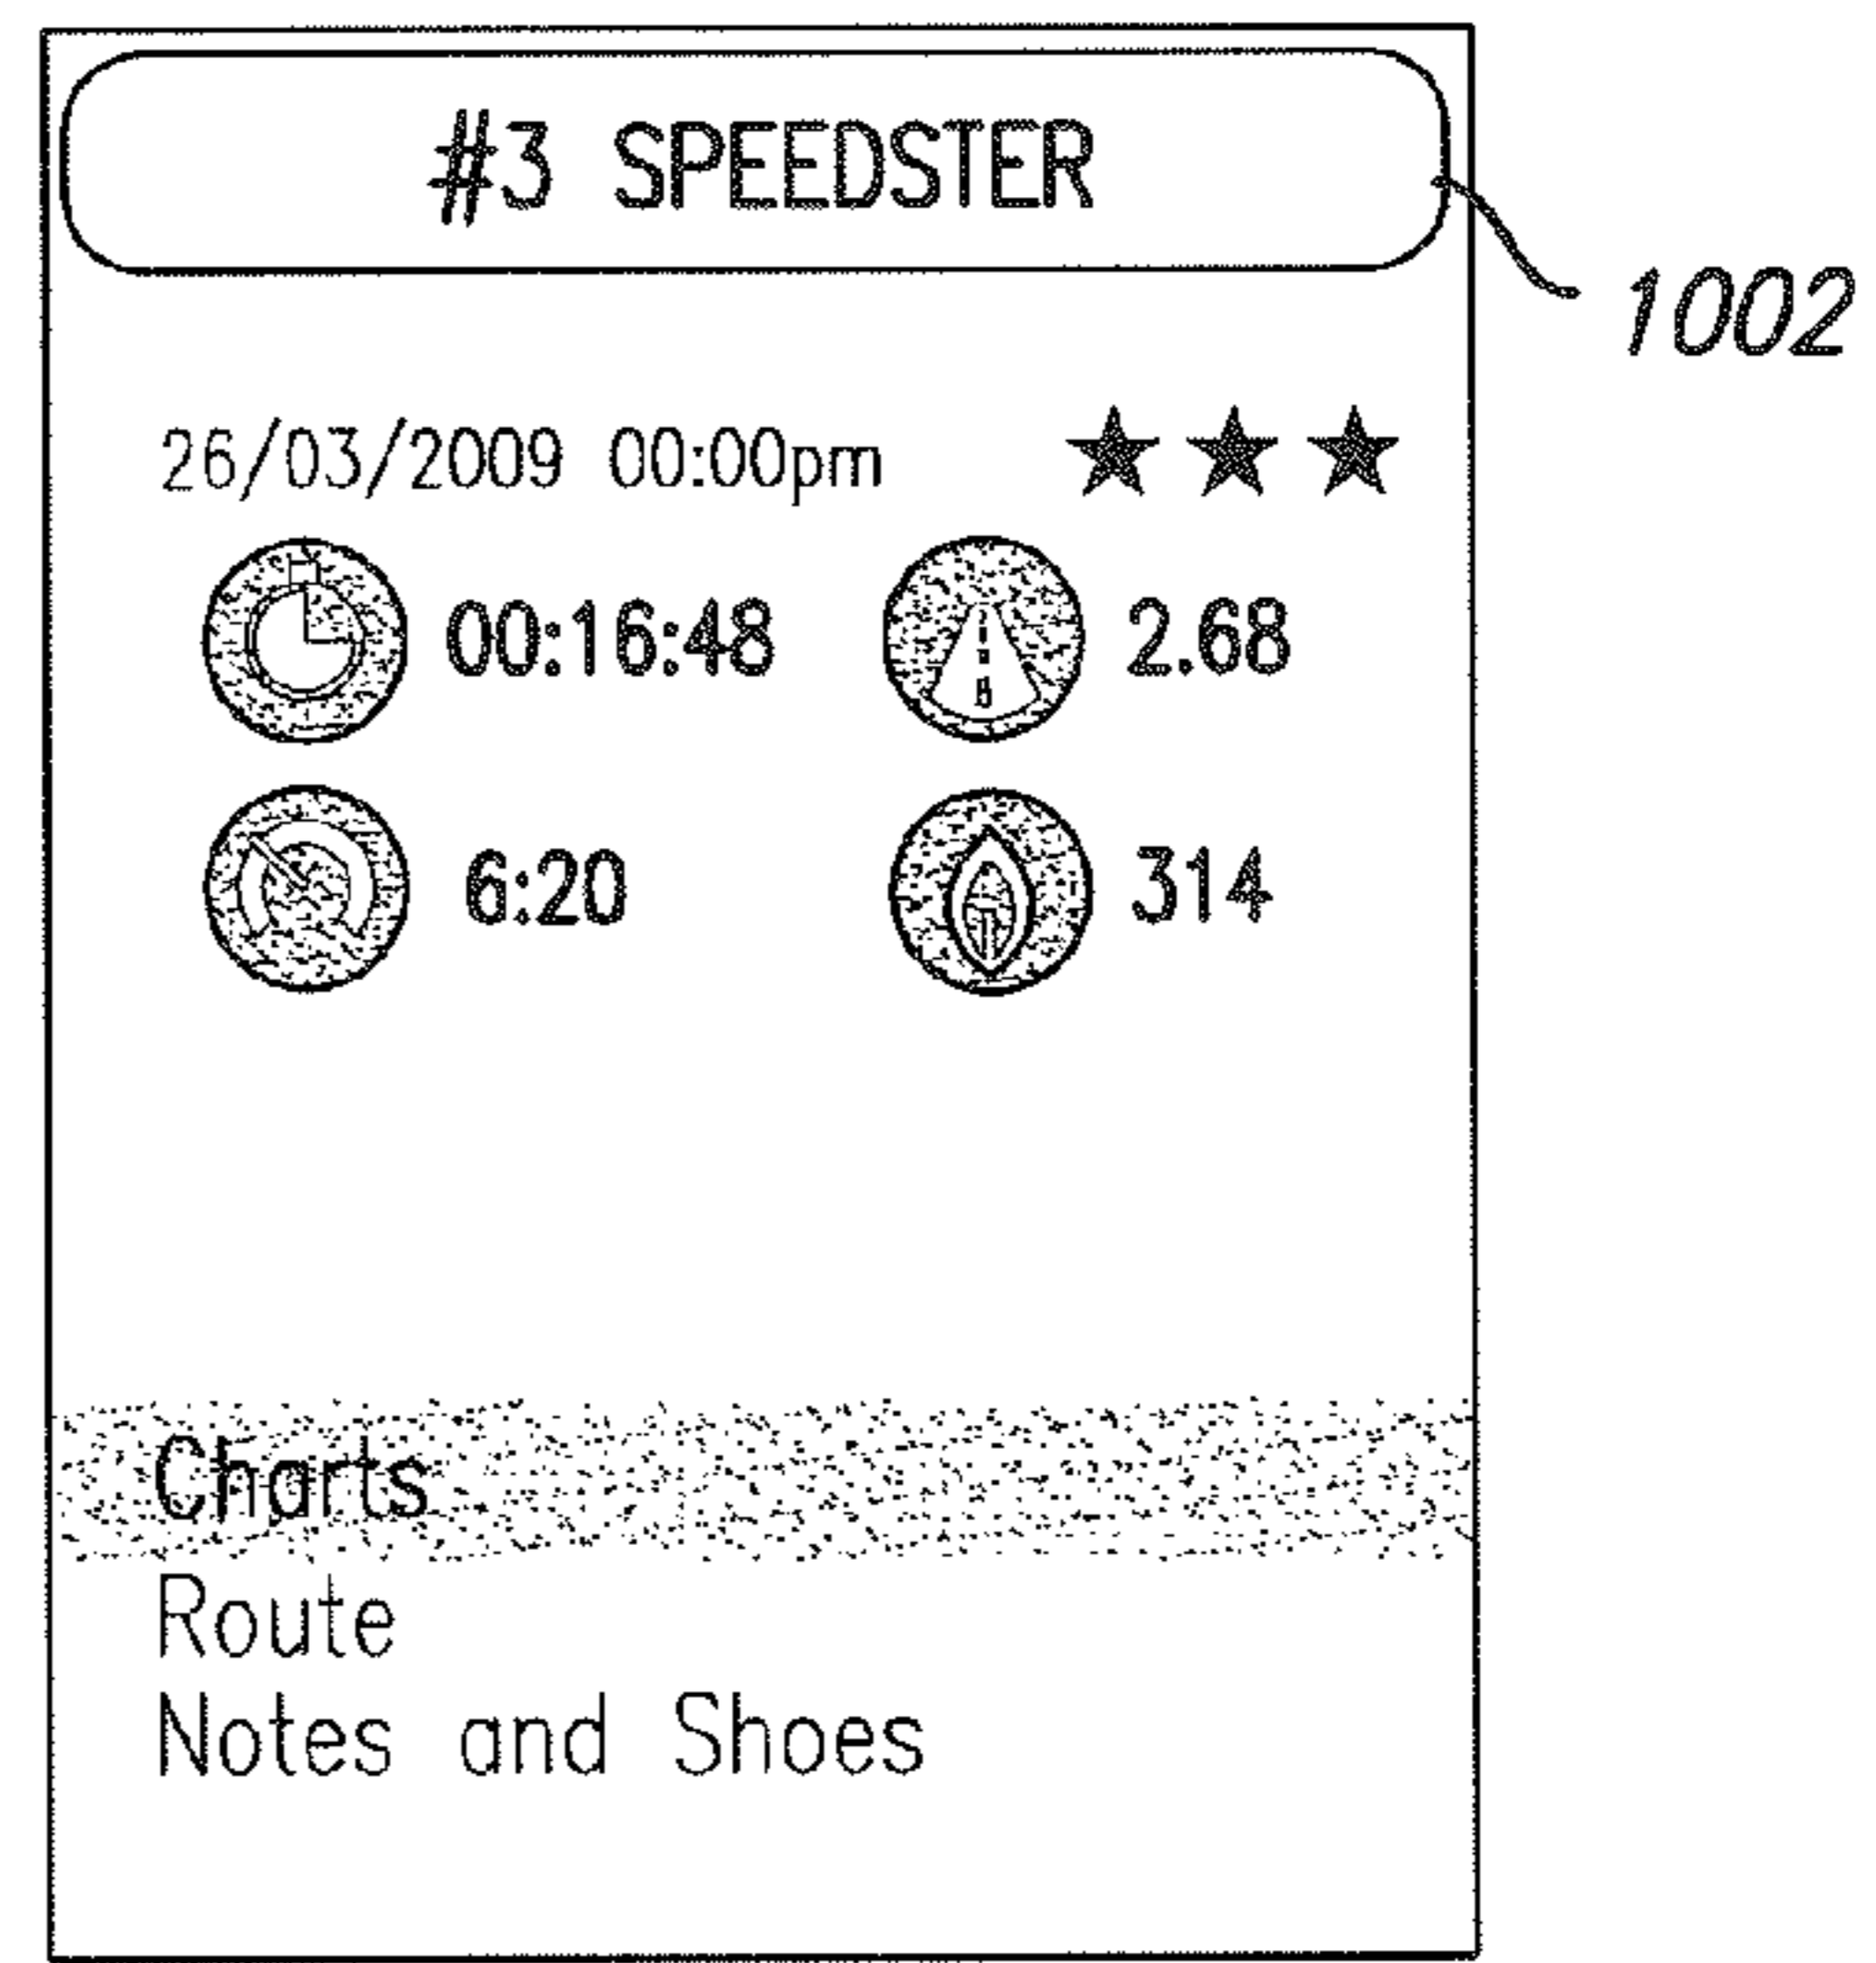 #3 SPEEDSTER
1002
26/03/2009 00:00pm
00:16:48 2.68
6:20 314
Charts
Route
Notes and Shoes